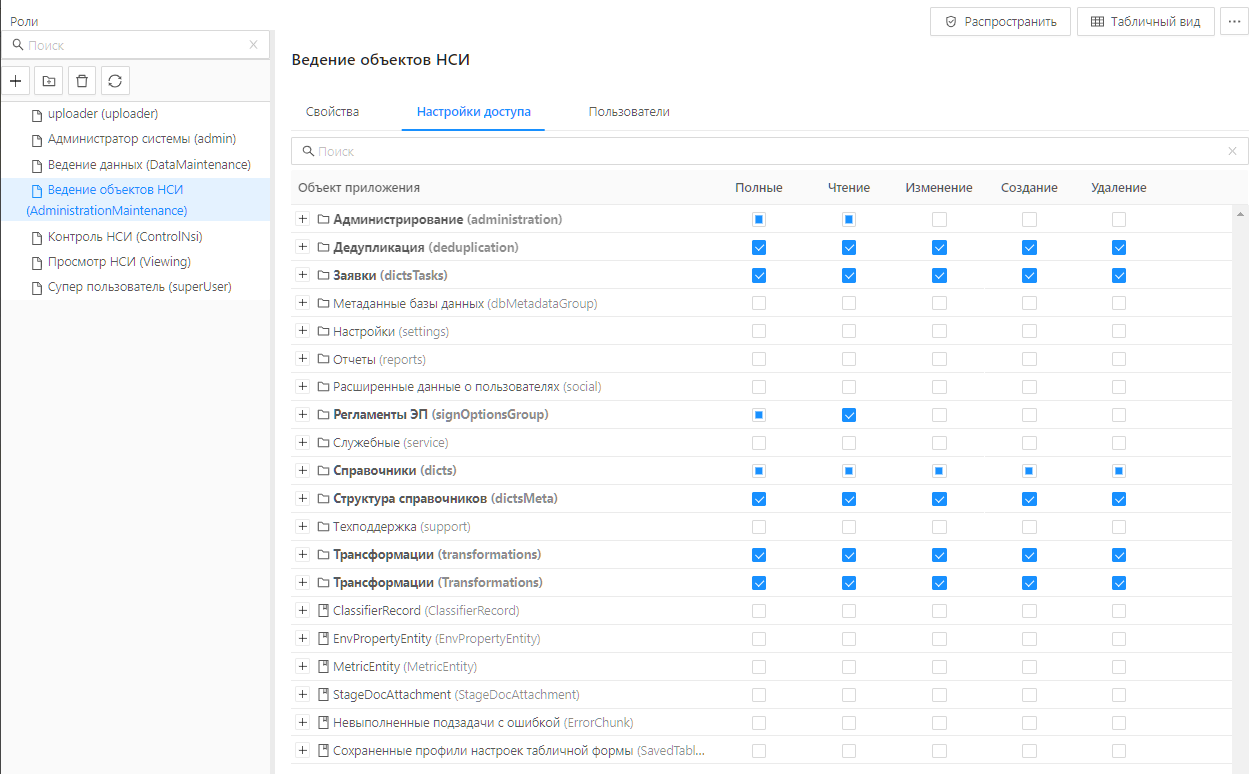 Роли
Поиск
uploader (uploader)
Администратор системы (admin)
Ведение данных (DataMaintenance)
Ведение объектов НСИ
(AdministrationMaintenance)
Контроль НСИ (ControlNsi)
Просмотр НСИ (Viewing)
Супер пользователь (superUser)
Распространить
Табличный вид
Ведение объектов НСИ
Свойства Настройки доступа Пользователи
Поиск
Объект приложения Полные Чтение Изменение Создание Удаление
Администрирование (administration)
Дедупликация (deduplication)
Заявки (dictsTasks)
Метаданные базы данных (dbMetadataGroup)
Настройки (settings)
Отчеты (reports)
Расширенные данные о пользователях (social)
Регламенты ЭП (signOptionsGroup)
Служебные (service)
Справочники (dicts)
Структура справочников (dictsMeta)
Техподдержка (support)
Трансформации (transformations)
Трансформации (Transformations)
ClassifierRecord (ClassifierRecord)
EnvPropertyEntity (EnvPropertyEntity)
MetricEntity (MetricEntity)
StageDocAttachment (StageDocAttachment)
Невыполненные подзадачи с ошибкой (ErrorChunk)
Сохраненные профили настроек табличной формы (SavedTabl...